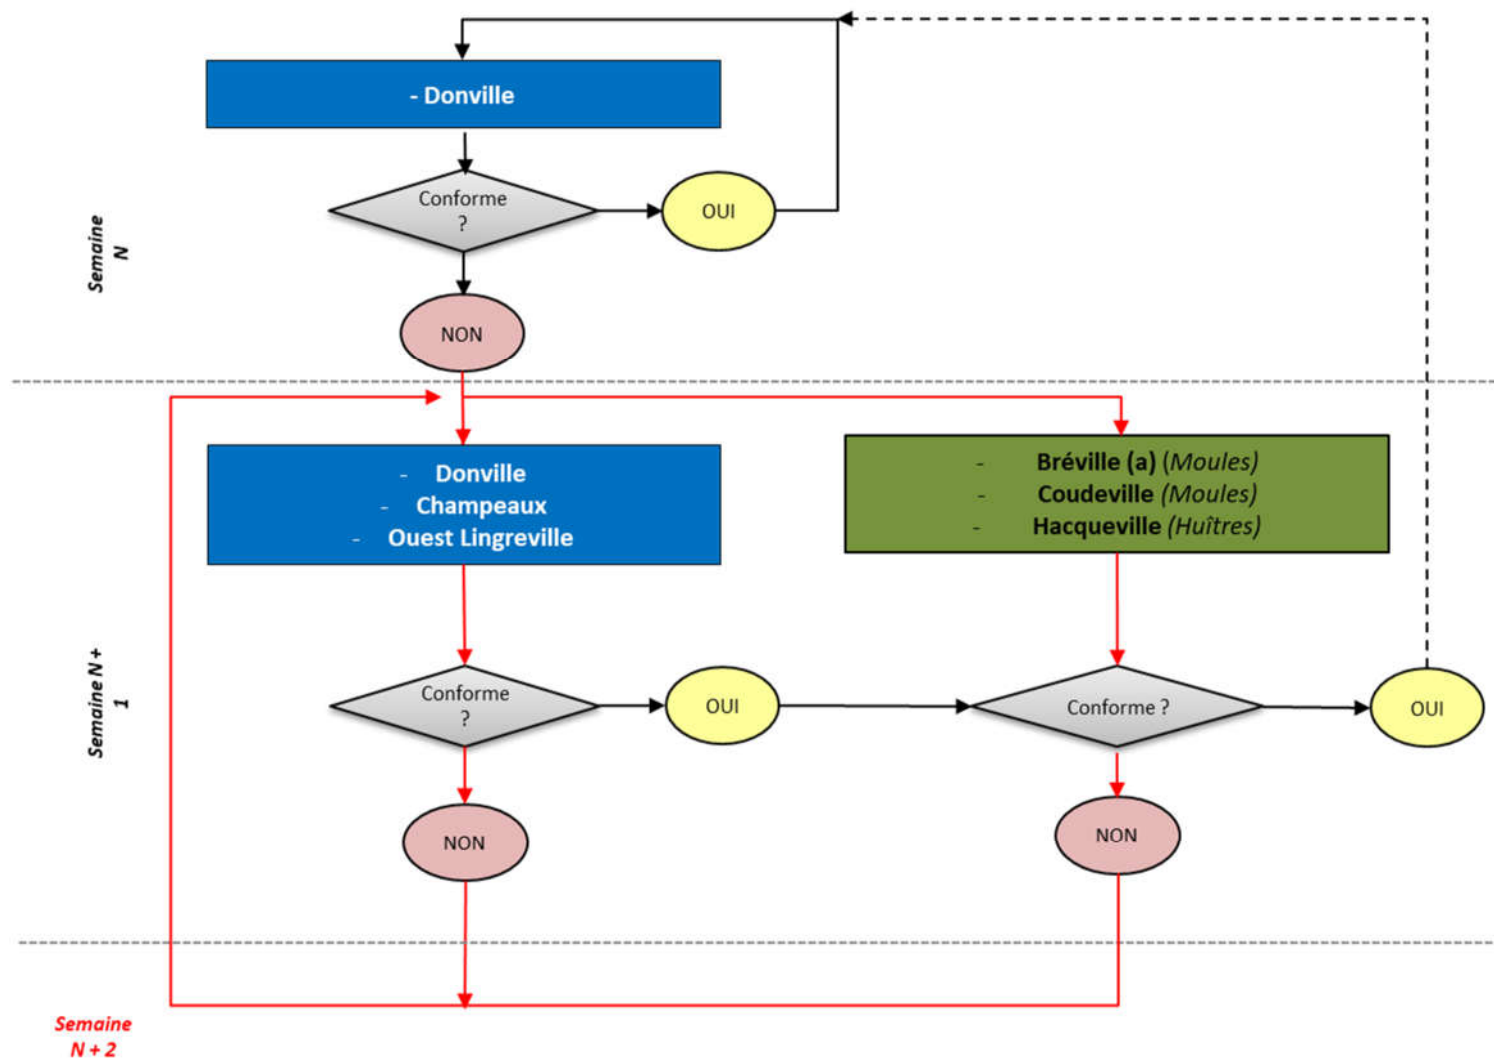 - Donville
Conforme
?
OUI
Semaine
N
NON
- Donville
- Champeaux
- Ouest Lingreville
- Bréville (a) (Moules)
- Coudeville (Moules)
- Hacqueville (Huîtres)
Semaine N +
1
Conforme
?
OUI
Conforme ?
OUI
NON
NON
Semaine
N + 2